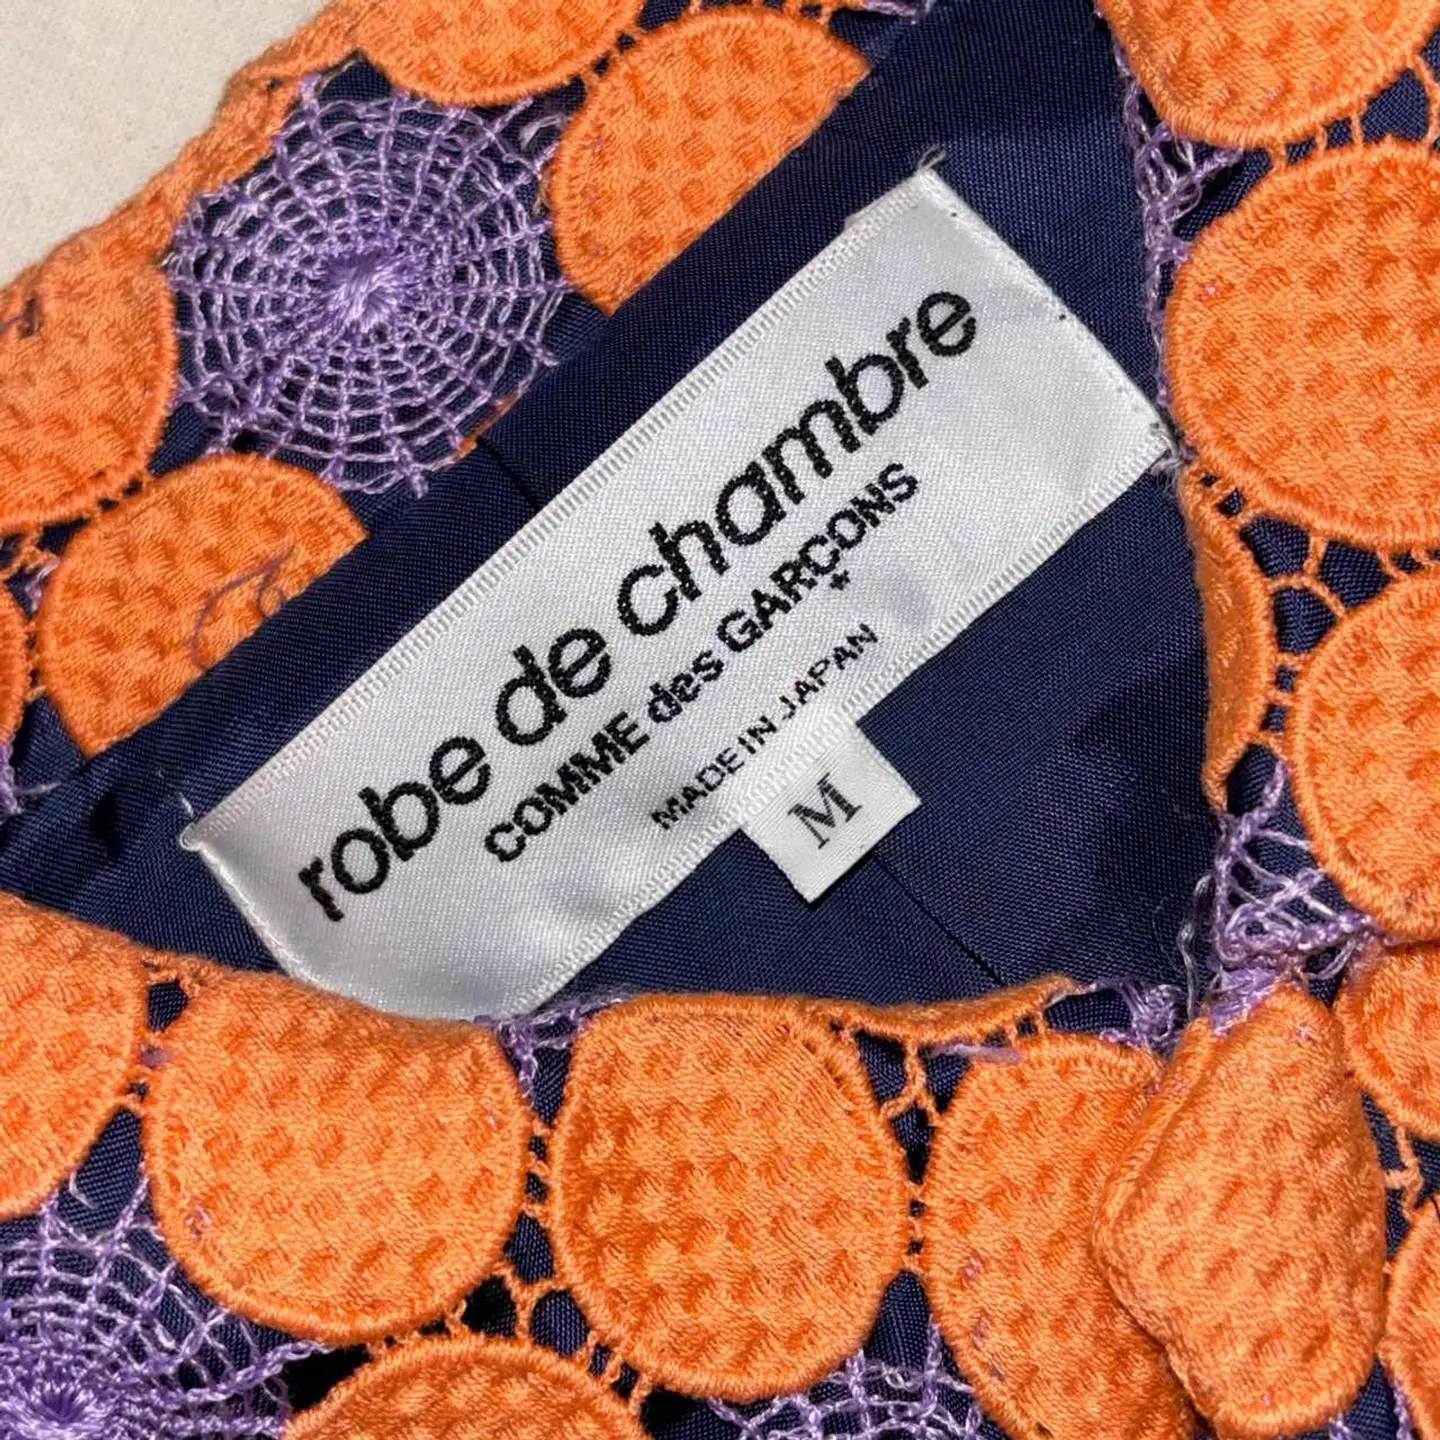 robe de chambre
COMME des GARÇONS
MADE IN JAPAN
M